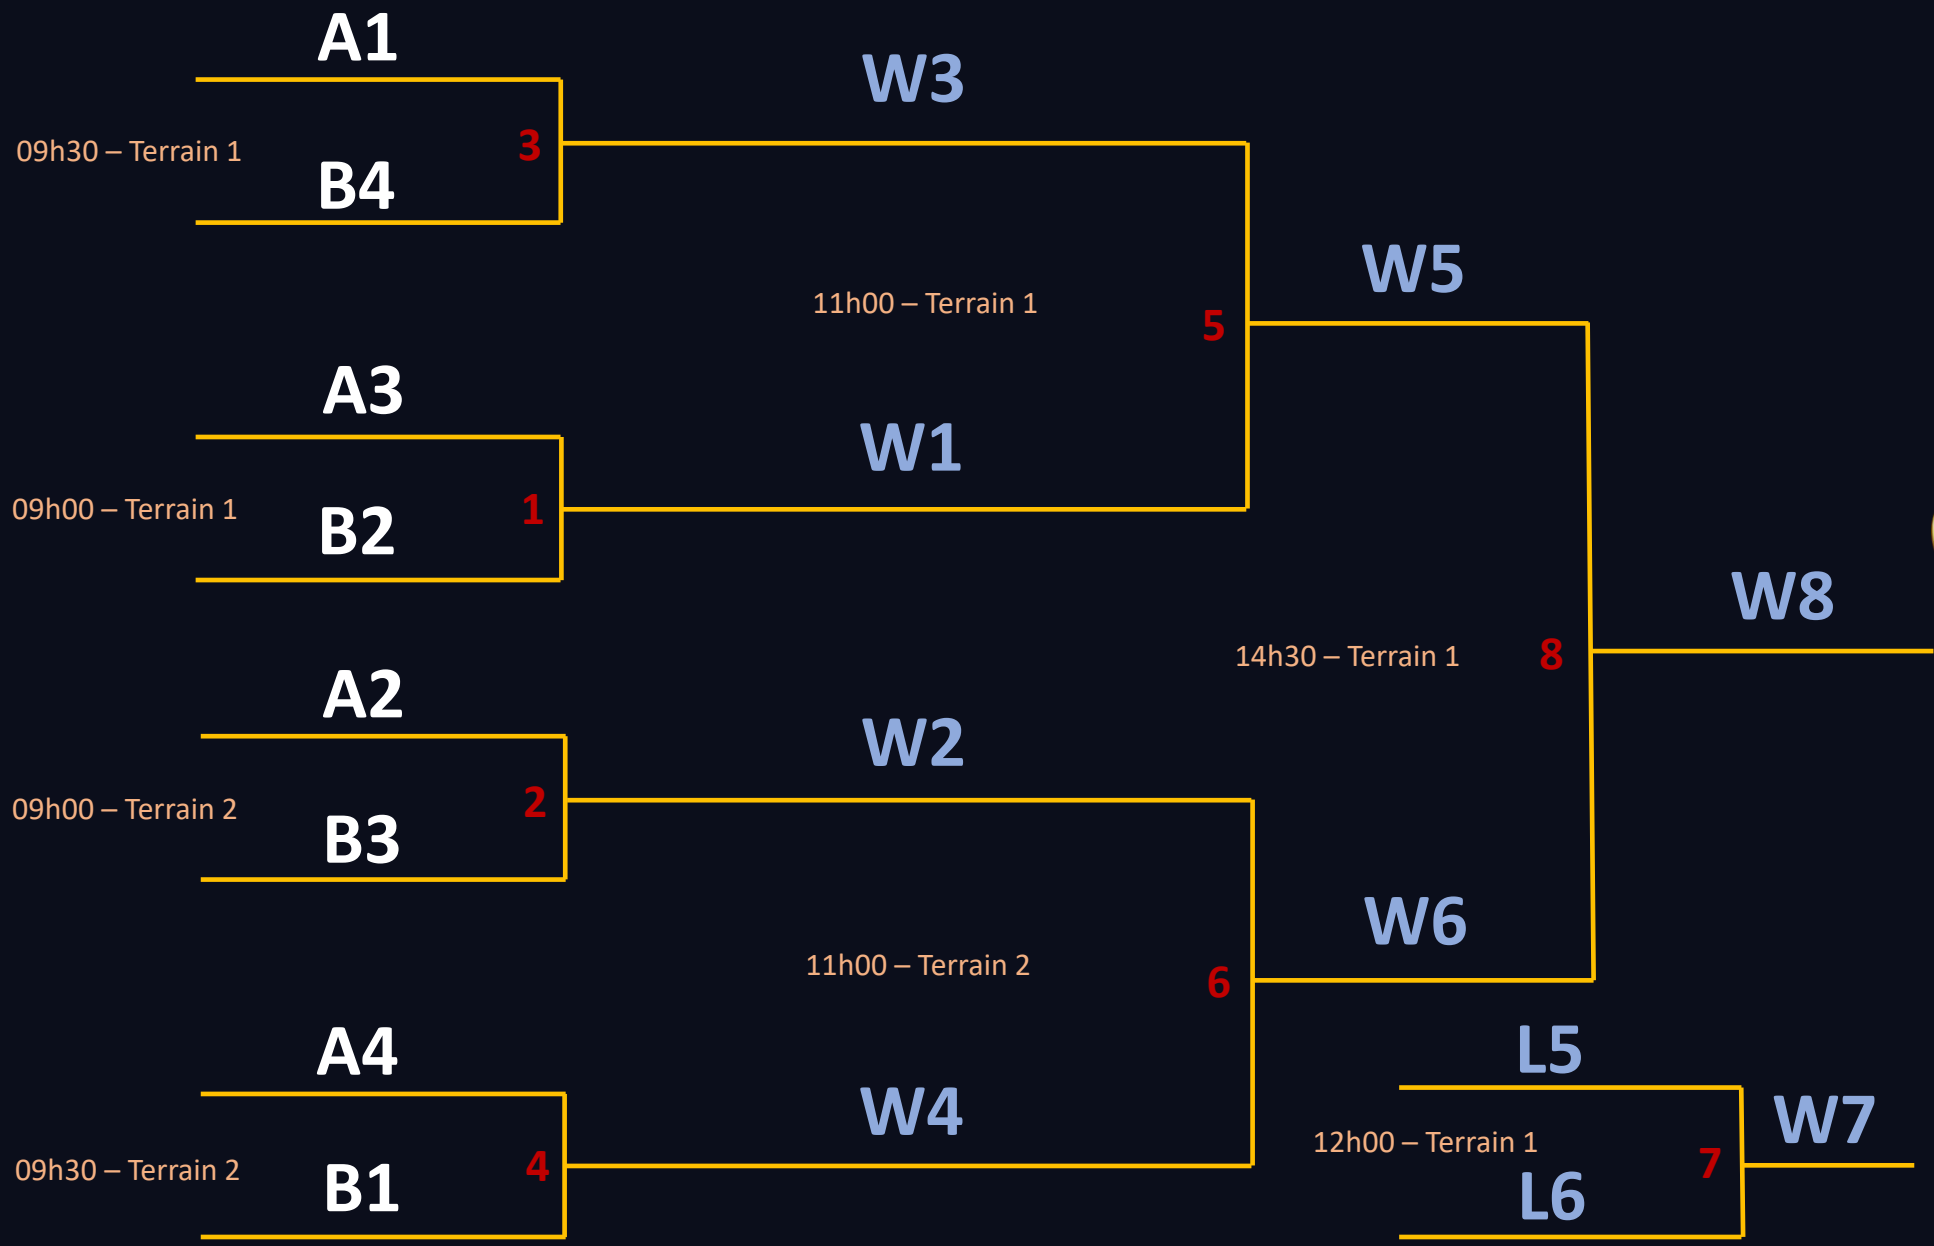 A1
W3
09h30 – Terrain 1
3
B4
W5
11h00 – Terrain 1
5
A3
W1
09h00 – Terrain 1
1
B2
W8
14h30 – Terrain 1
8
A2
W2
09h00 – Terrain 2
2
B3
W6
11h00 – Terrain 2
6
A4
W4
09h30 – Terrain 2
4
B1
L5
W7
12h00 – Terrain 1
7
L6